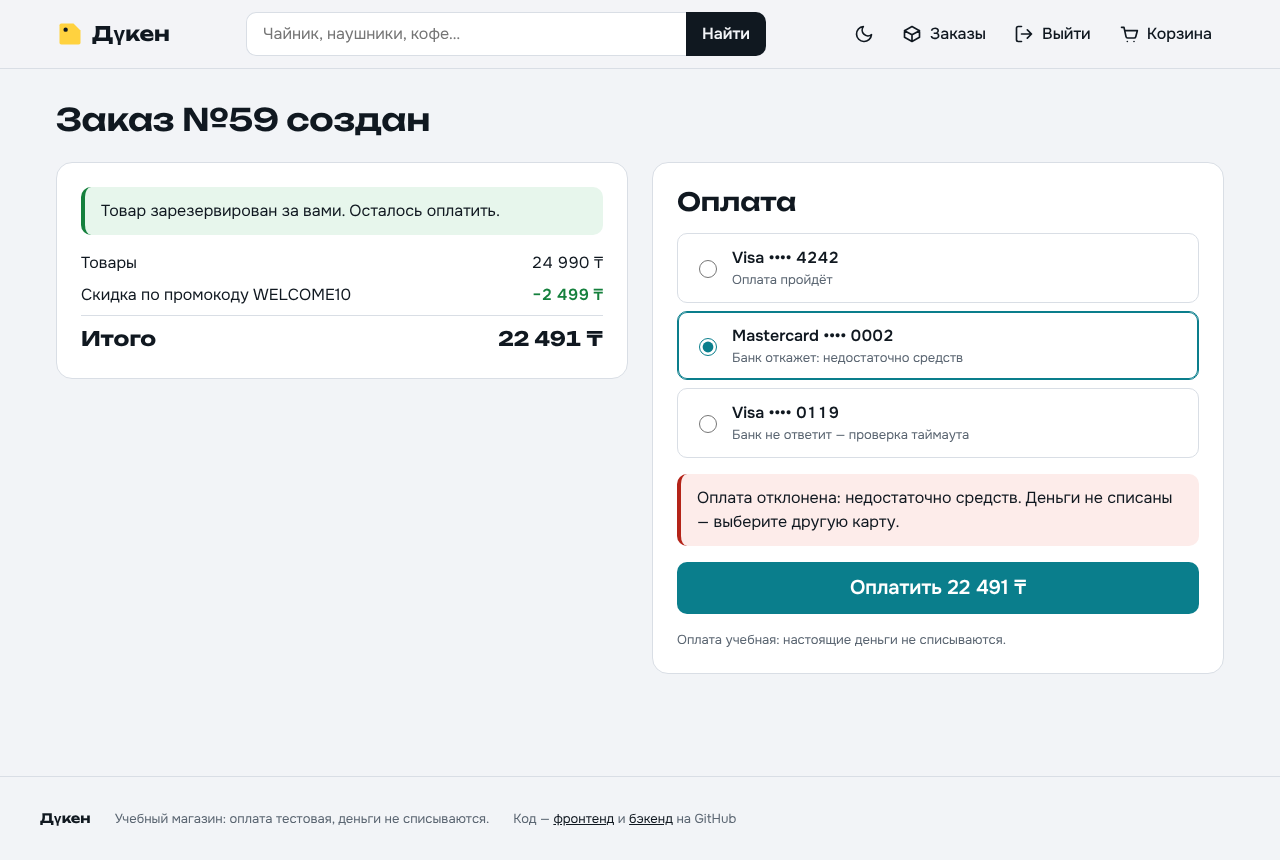 Дүкен
Чайник, наушники, кофе…
Найти
Заказы
Выйти
Корзина
Заказ №59 создан
Товар зарезервирован за вами. Осталось оплатить.
Товары 24 990 ₸
Скидка по промокоду WELCOME10 −2 499 ₸
Итого 22 491 ₸
Оплата
Visa •••• 4242
Оплата пройдёт
Mastercard •••• 0002
Банк откажет: недостаточно средств
Visa •••• 0119
Банк не ответит — проверка таймаута
Оплата отклонена: недостаточно средств. Деньги не списаны
— выберите другую карту.
Оплатить 22 491 ₸
Оплата учебная: настоящие деньги не списываются.
Дүкен Учебный магазин: оплата тестовая, деньги не списываются. Код — фронтенд и бэкенд на GitHub